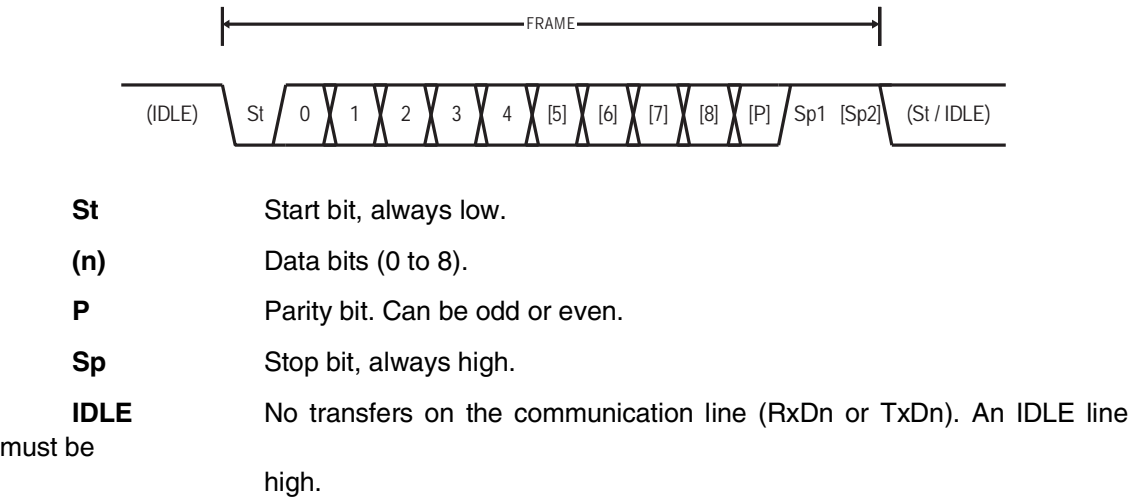 FRAME
(IDLE) St 0 1 2 3 4 [5] [6] [7] [8] [P] Sp1 [Sp2] (St / IDLE)
St Start bit, always low.
(n) Data bits (0 to 8).
P Parity bit. Can be odd or even.
Sp Stop bit, always high.
IDLE No transfers on the communication line (RxDn or TxDn). An IDLE line
must be
high.